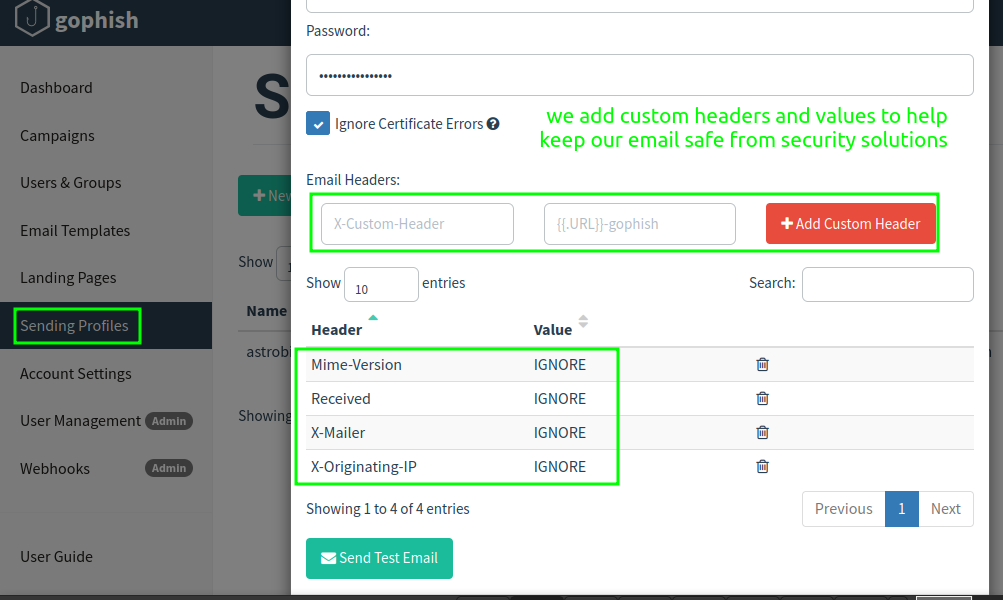 gophish
Dashboard
Campaigns
Users & Groups
Email Templates
Landing Pages
Sending Profiles
Account Settings
User Management Admin
Webhooks Admin
User Guide
S
New
Show 1
Name
astrobi
Showing
Password:
••••••••••••••••
Ignore Certificate Errors
we add custom headers and values to help
keep our email safe from security solutions
Email Headers:
X-Custom-Header {{.URL}}-gophish Add Custom Header
Show 10 entries Search:
Header Value
Mime-Version IGNORE
Received IGNORE
X-Mailer IGNORE
X-Originating-IP IGNORE
Showing 1 to 4 of 4 entries
Previous 1 Next
Send Test Email